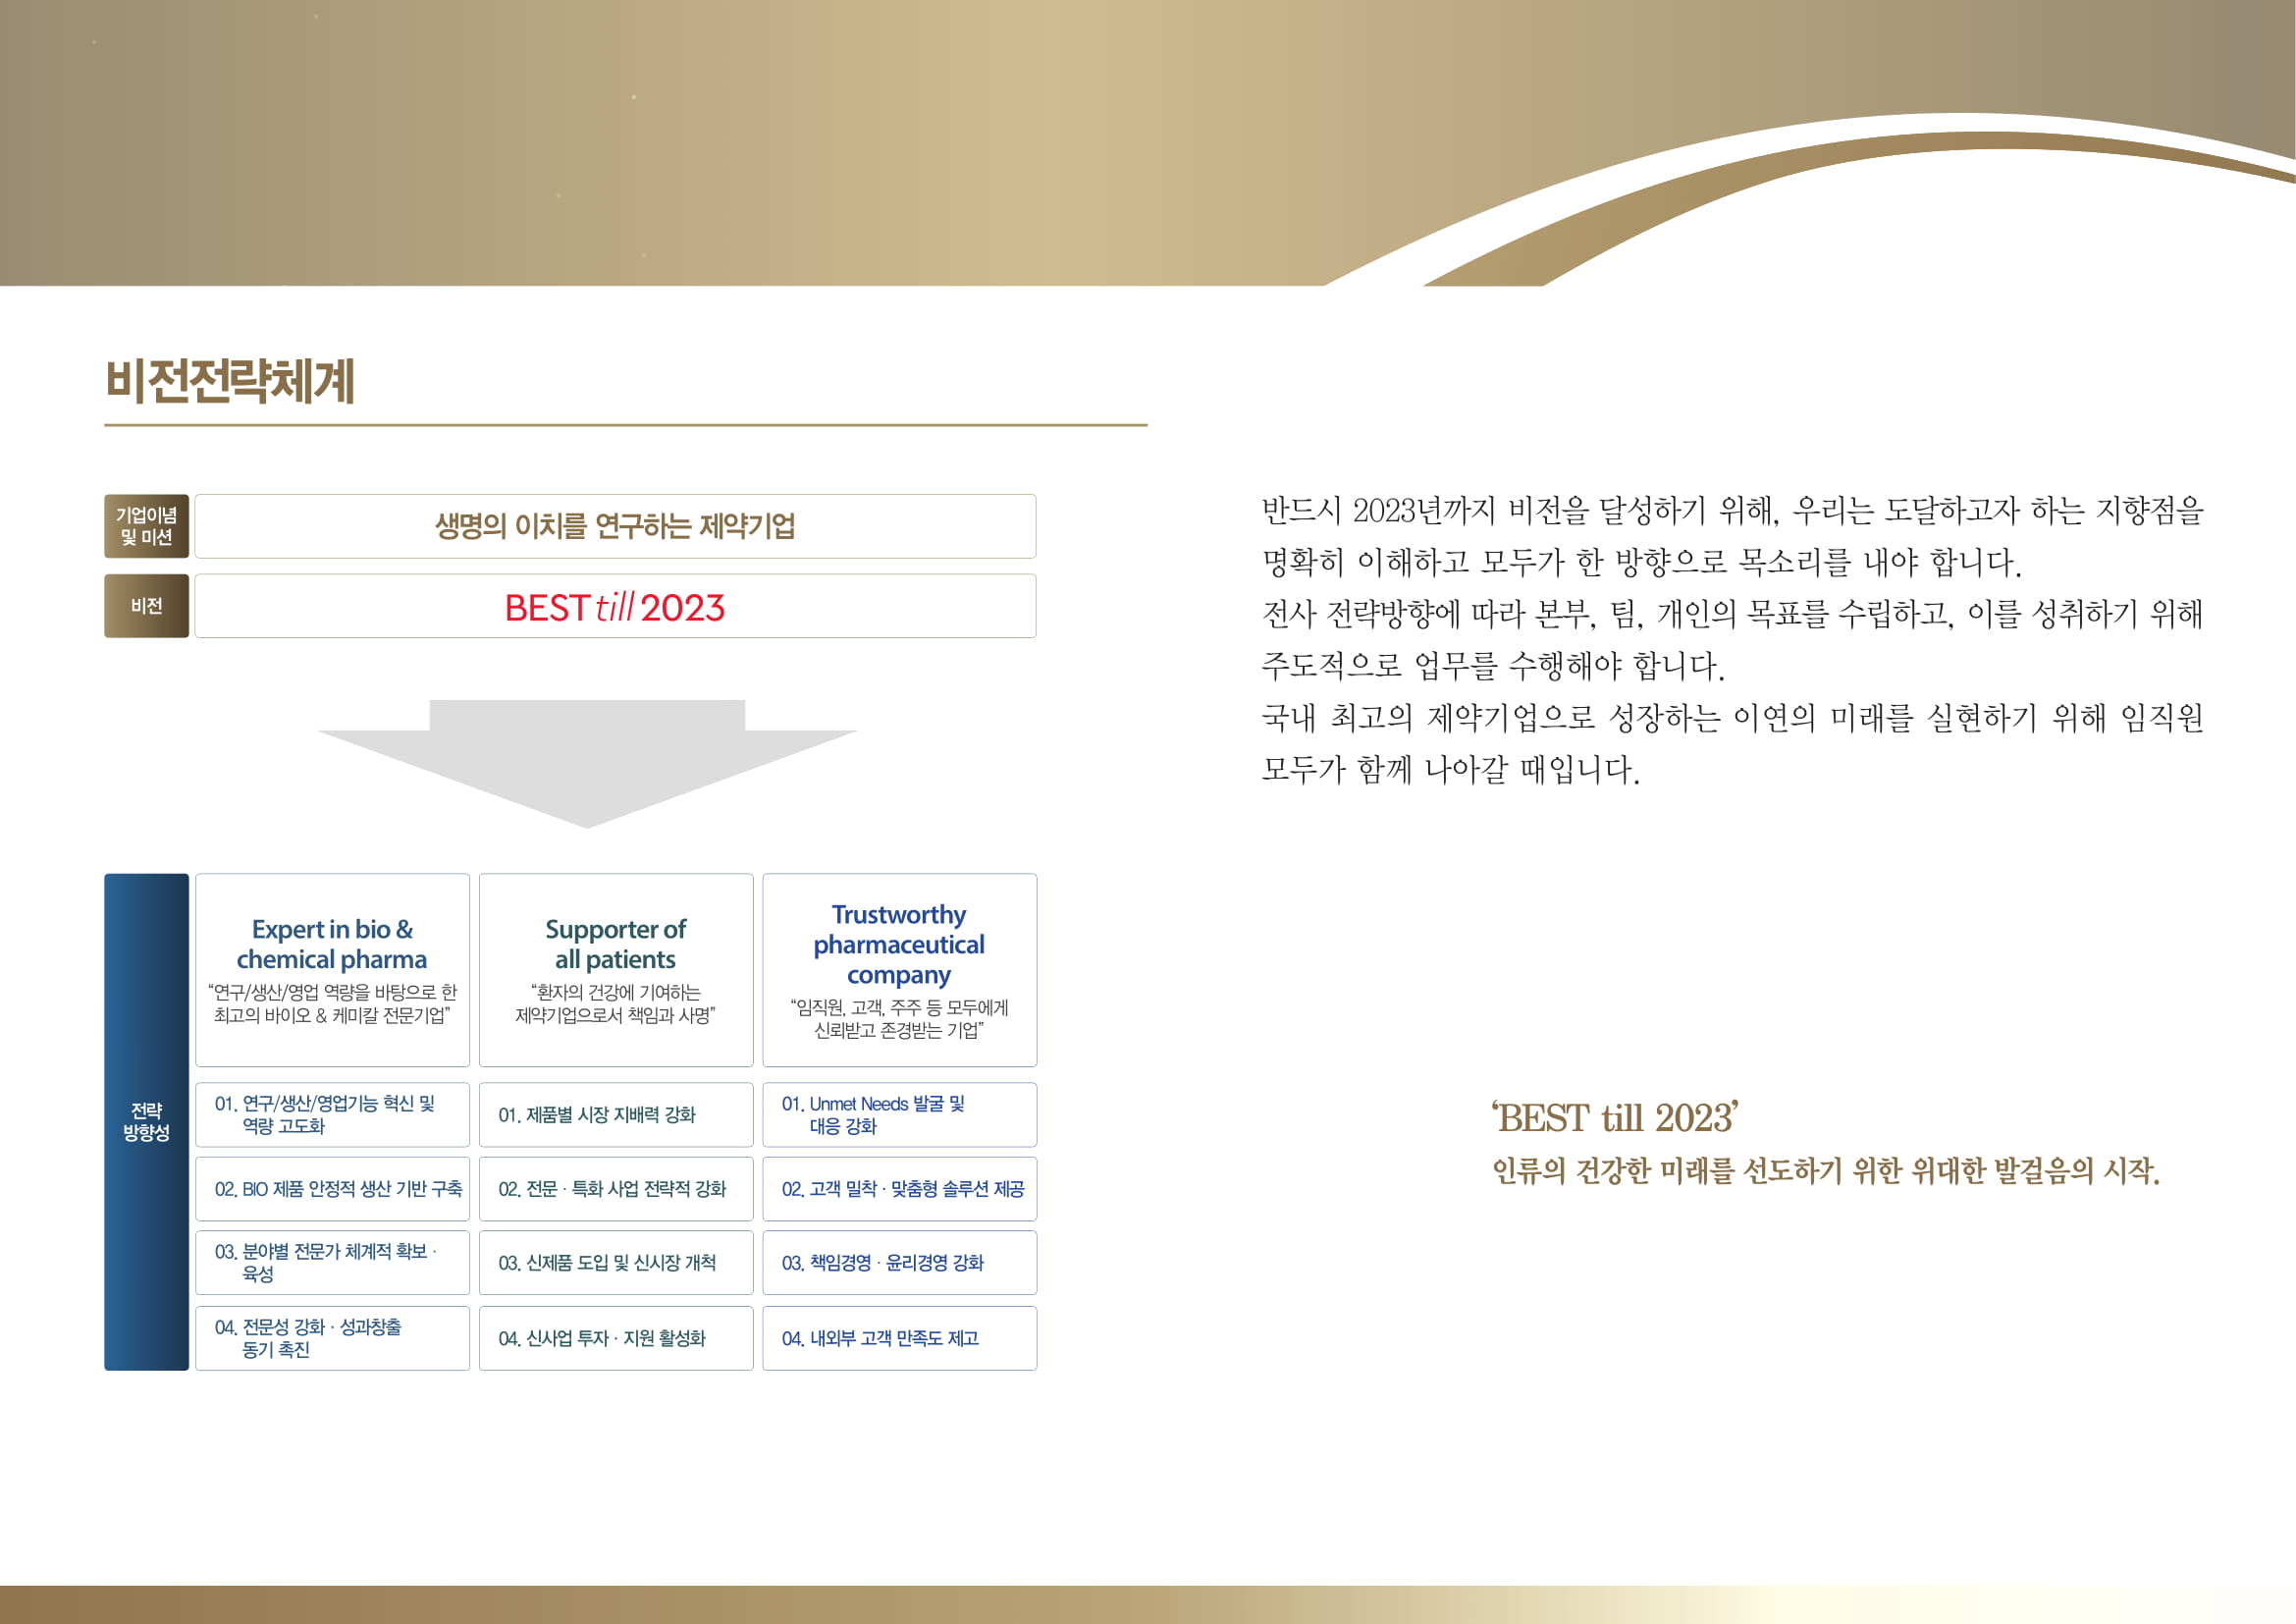 비전전략체계
기업이념
및 미션
생명의 이치를 연구하는 제약기업
비전
BEST till 2023
전략
방향성
Expert in bio &
chemical pharma
“연구/생산/영업 역량을 바탕으로 한
최고의 바이오 & 케미칼 전문기업”
01. 연구/생산/영업기능 혁신 및
역량 고도화
02. BIO 제품 안정적 생산 기반 구축
03. 분야별 전문가 체계적 확보 ·
육성
04. 전문성 강화 · 성과창출
동기 촉진
Supporter of
all patients
“환자의 건강에 기여하는
제약기업으로서 책임과 사명”
01. 제품별 시장 지배력 강화
02. 전문 · 특화 사업 전략적 강화
03. 신제품 도입 및 신시장 개척
04. 신사업 투자 · 지원 활성화
Trustworthy
pharmaceutical
company
“임직원, 고객, 주주 등 모두에게
신뢰받고 존경받는 기업”
01. Unmet Needs 발굴 및
대응 강화
02. 고객 밀착 · 맞춤형 솔루션 제공
03. 책임경영 · 윤리경영 강화
04. 내외부 고객 만족도 제고
반드시 2023년까지 비전을 달성하기 위해, 우리는 도달하고자 하는 지향점을
명확히 이해하고 모두가 한 방향으로 목소리를 내야 합니다.
전사 전략방향에 따라 본부, 팀, 개인의 목표를 수립하고, 이를 성취하기 위해
주도적으로 업무를 수행해야 합니다.
국내 최고의 제약기업으로 성장하는 이연의 미래를 실현하기 위해 임직원
모두가 함께 나아갈 때입니다.
‘BEST till 2023’
인류의 건강한 미래를 선도하기 위한 위대한 발걸음의 시작.